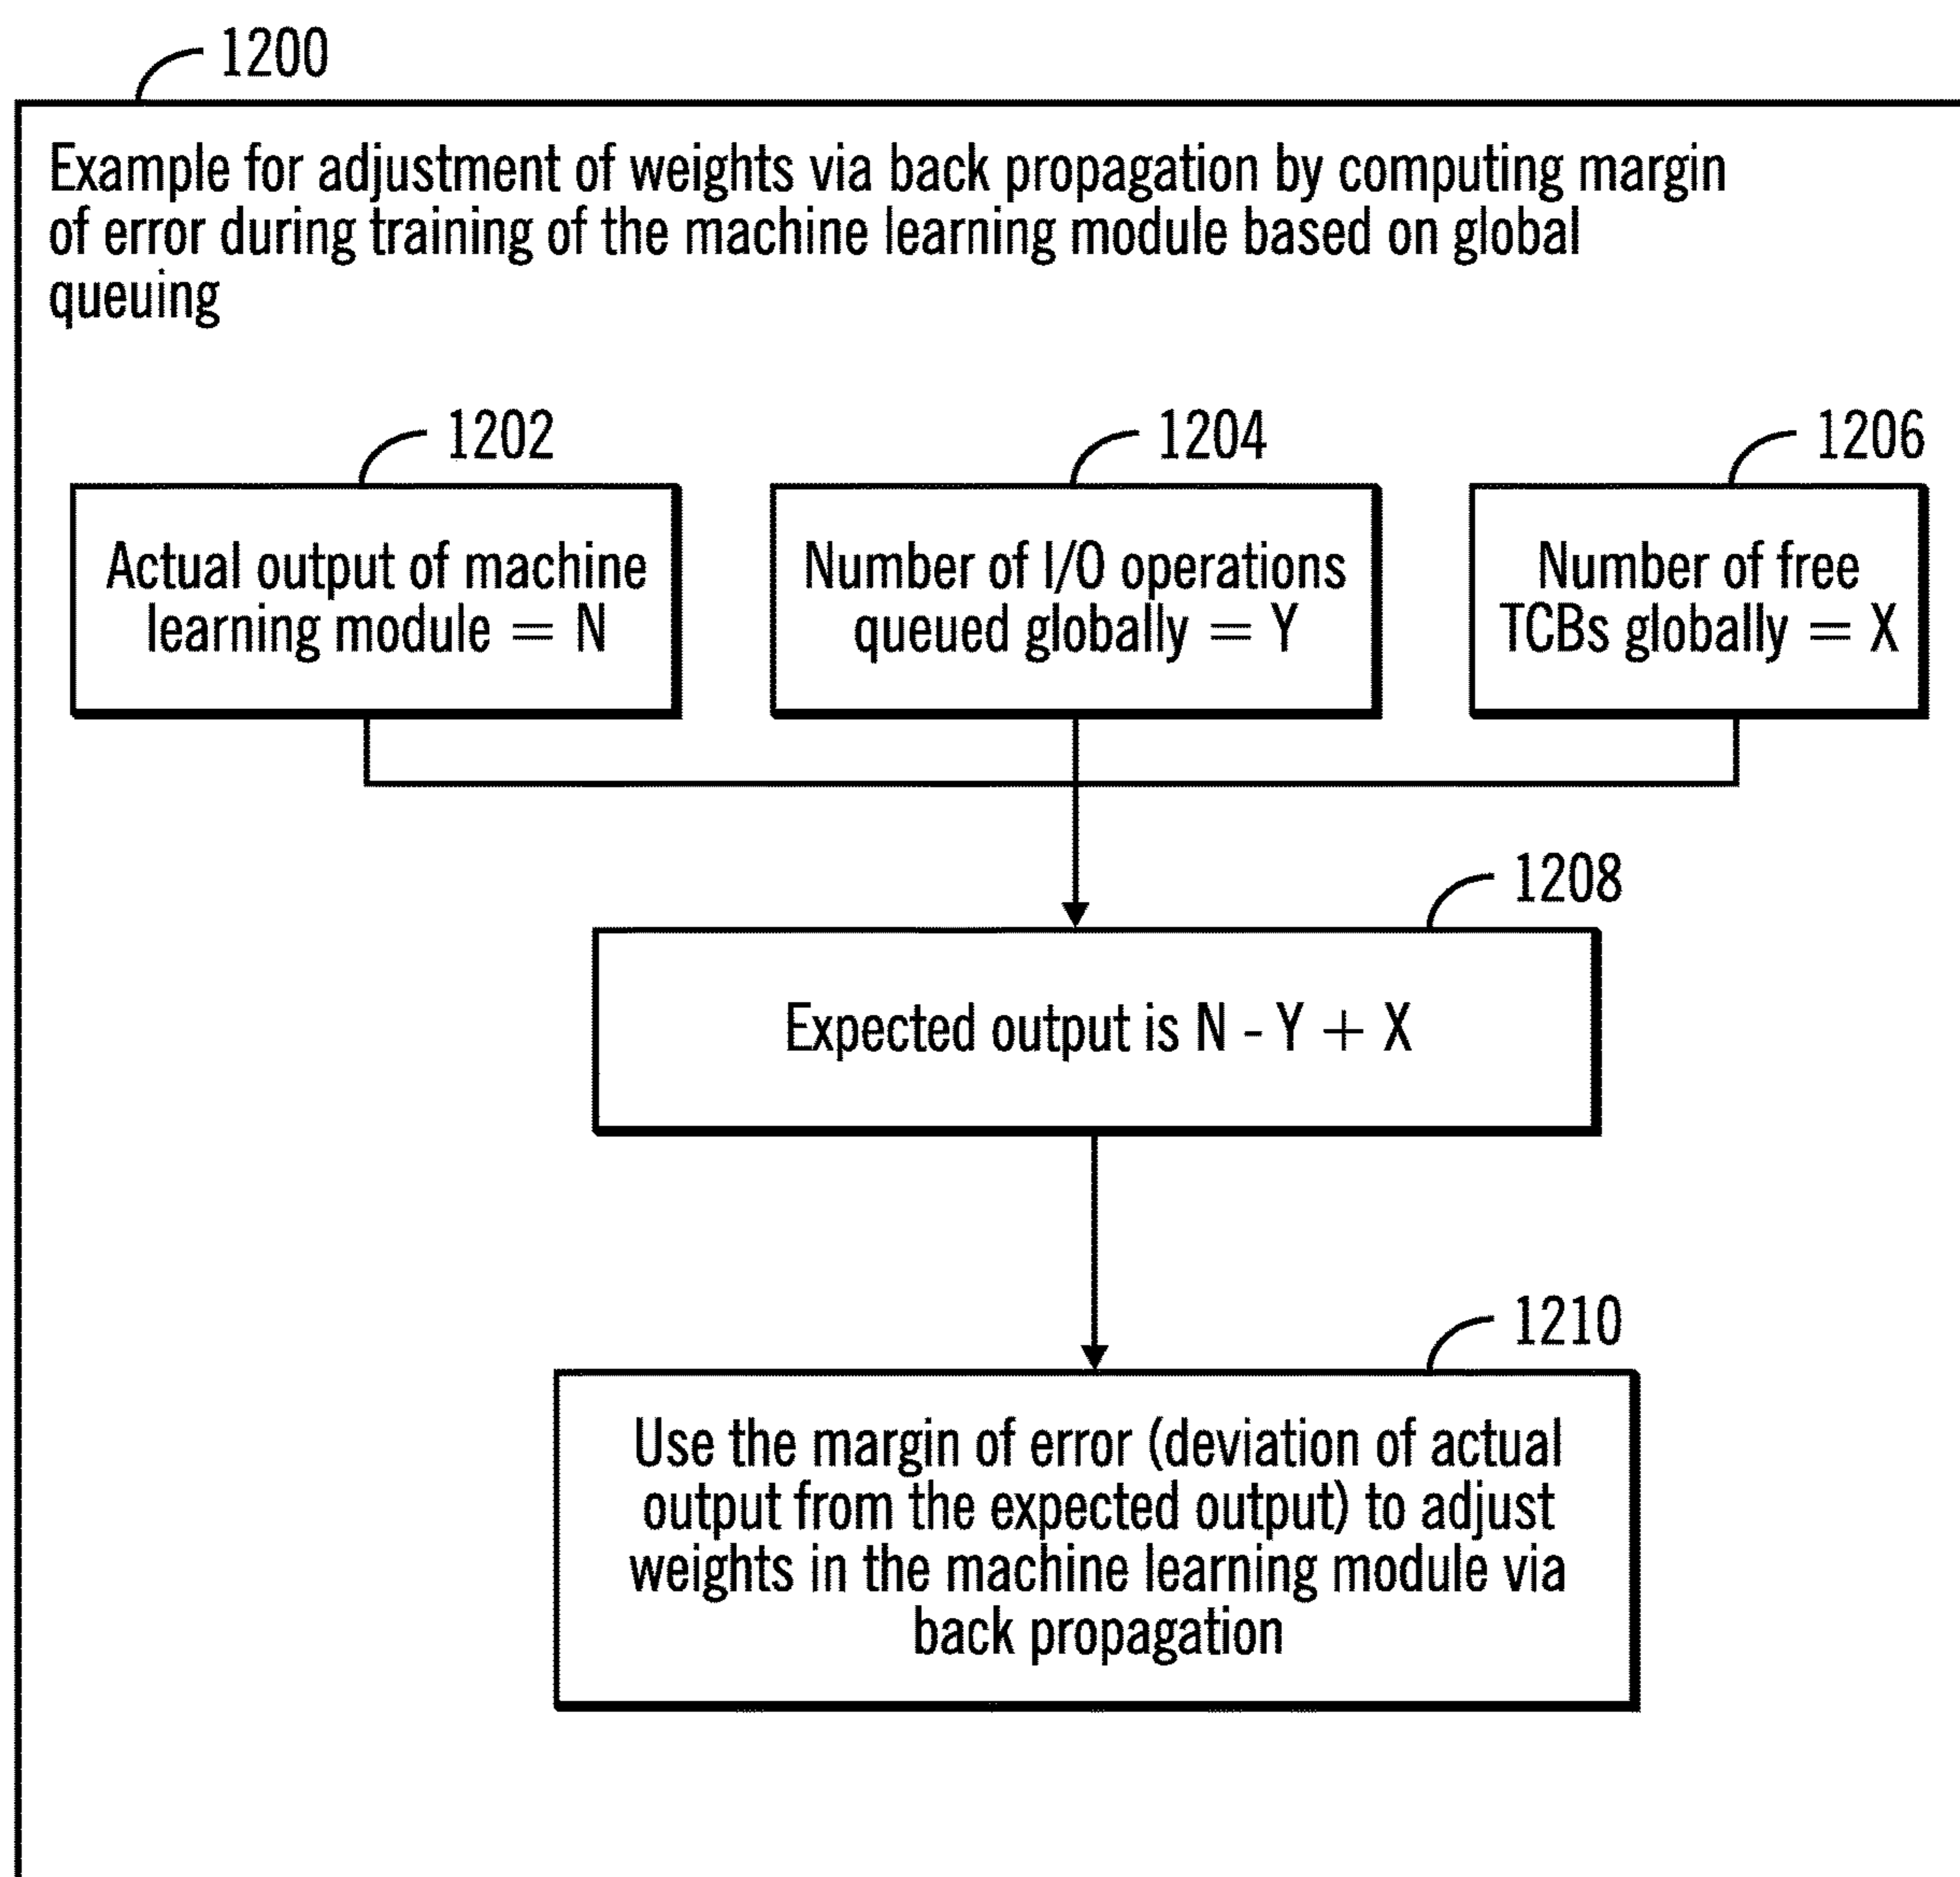 1200
Example for adjustment of weights via back propagation by computing margin
of error during training of the machine learning module based on global
queuing
1202
1204
1206
Actual output of machine
learning module = N
Number of I/O operations
queued globally = Y
Number of free
TCBs globally = X
1208
Expected output is N - Y + X
1210
Use the margin of error (deviation of actual
output from the expected output) to adjust
weights in the machine learning module via
back propagation